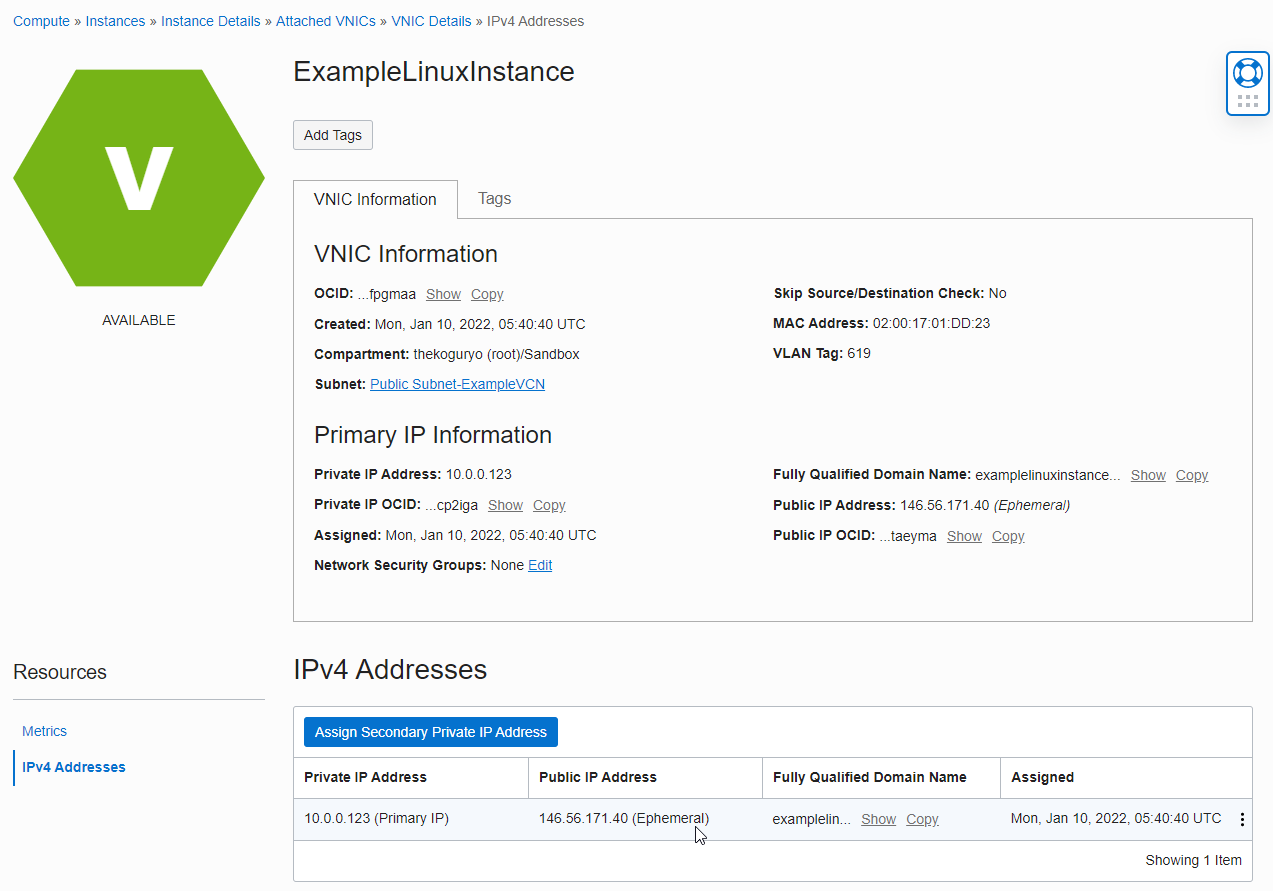 Compute » Instances » Instance Details » Attached VNICs » VNIC Details » IPv4 Addresses
V
AVAILABLE
ExampleLinuxInstance
Add Tags
VNIC Information Tags
VNIC Information
OCID: ...fpgmaa Show Copy
Created: Mon, Jan 10, 2022, 05:40:40 UTC
Compartment: thekoguryo (root)/Sandbox
Subnet: Public Subnet-ExampleVCN
Skip Source/Destination Check: No
MAC Address: 02:00:17:01:DD:23
VLAN Tag: 619
Primary IP Information
Private IP Address: 10.0.0.123
Private IP OCID: ...cp2iga Show Copy
Assigned: Mon, Jan 10, 2022, 05:40:40 UTC
Network Security Groups: None Edit
Fully Qualified Domain Name: examplelinuxinstance... Show Copy
Public IP Address: 146.56.171.40 (Ephemeral)
Public IP OCID: ...taeyma Show Copy
Resources
Metrics
IPv4 Addresses
IPv4 Addresses
Assign Secondary Private IP Address
Private IP Address Public IP Address Fully Qualified Domain Name Assigned
10.0.0.123 (Primary IP) 146.56.171.40 (Ephemeral) examplelin... Show Copy Mon, Jan 10, 2022, 05:40:40 UTC
Showing 1 Item